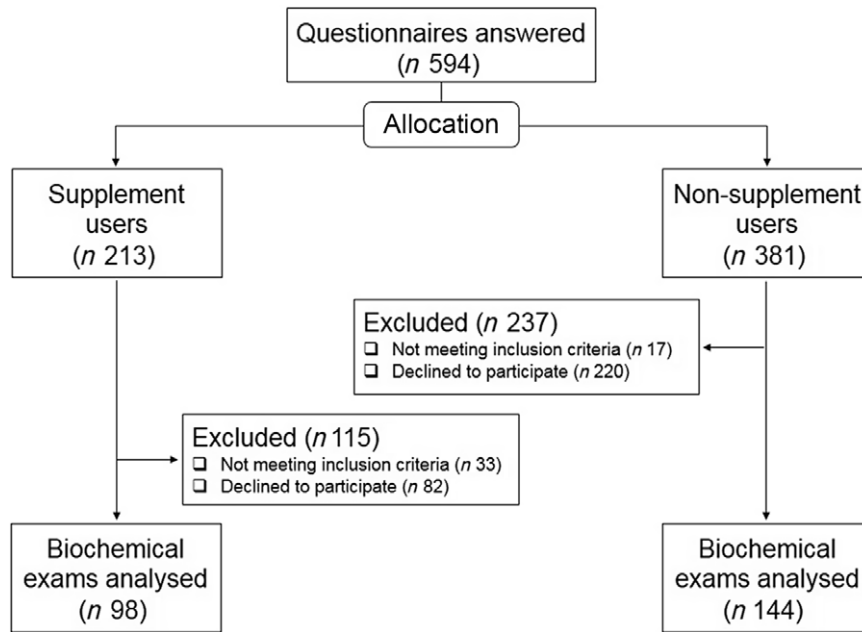 Questionnaires answered
(n 594)
Allocation
Supplement
users
(n 213)
Non-supplement
users
(n 381)
Excluded (n 237)
❑ Not meeting inclusion criteria (n 17)
❑ Declined to participate (n 220)
Excluded (n 115)
❑ Not meeting inclusion criteria (n 33)
❑ Declined to participate (n 82)
Biochemical
exams analysed
(n 98)
Biochemical
exams analysed
(n 144)